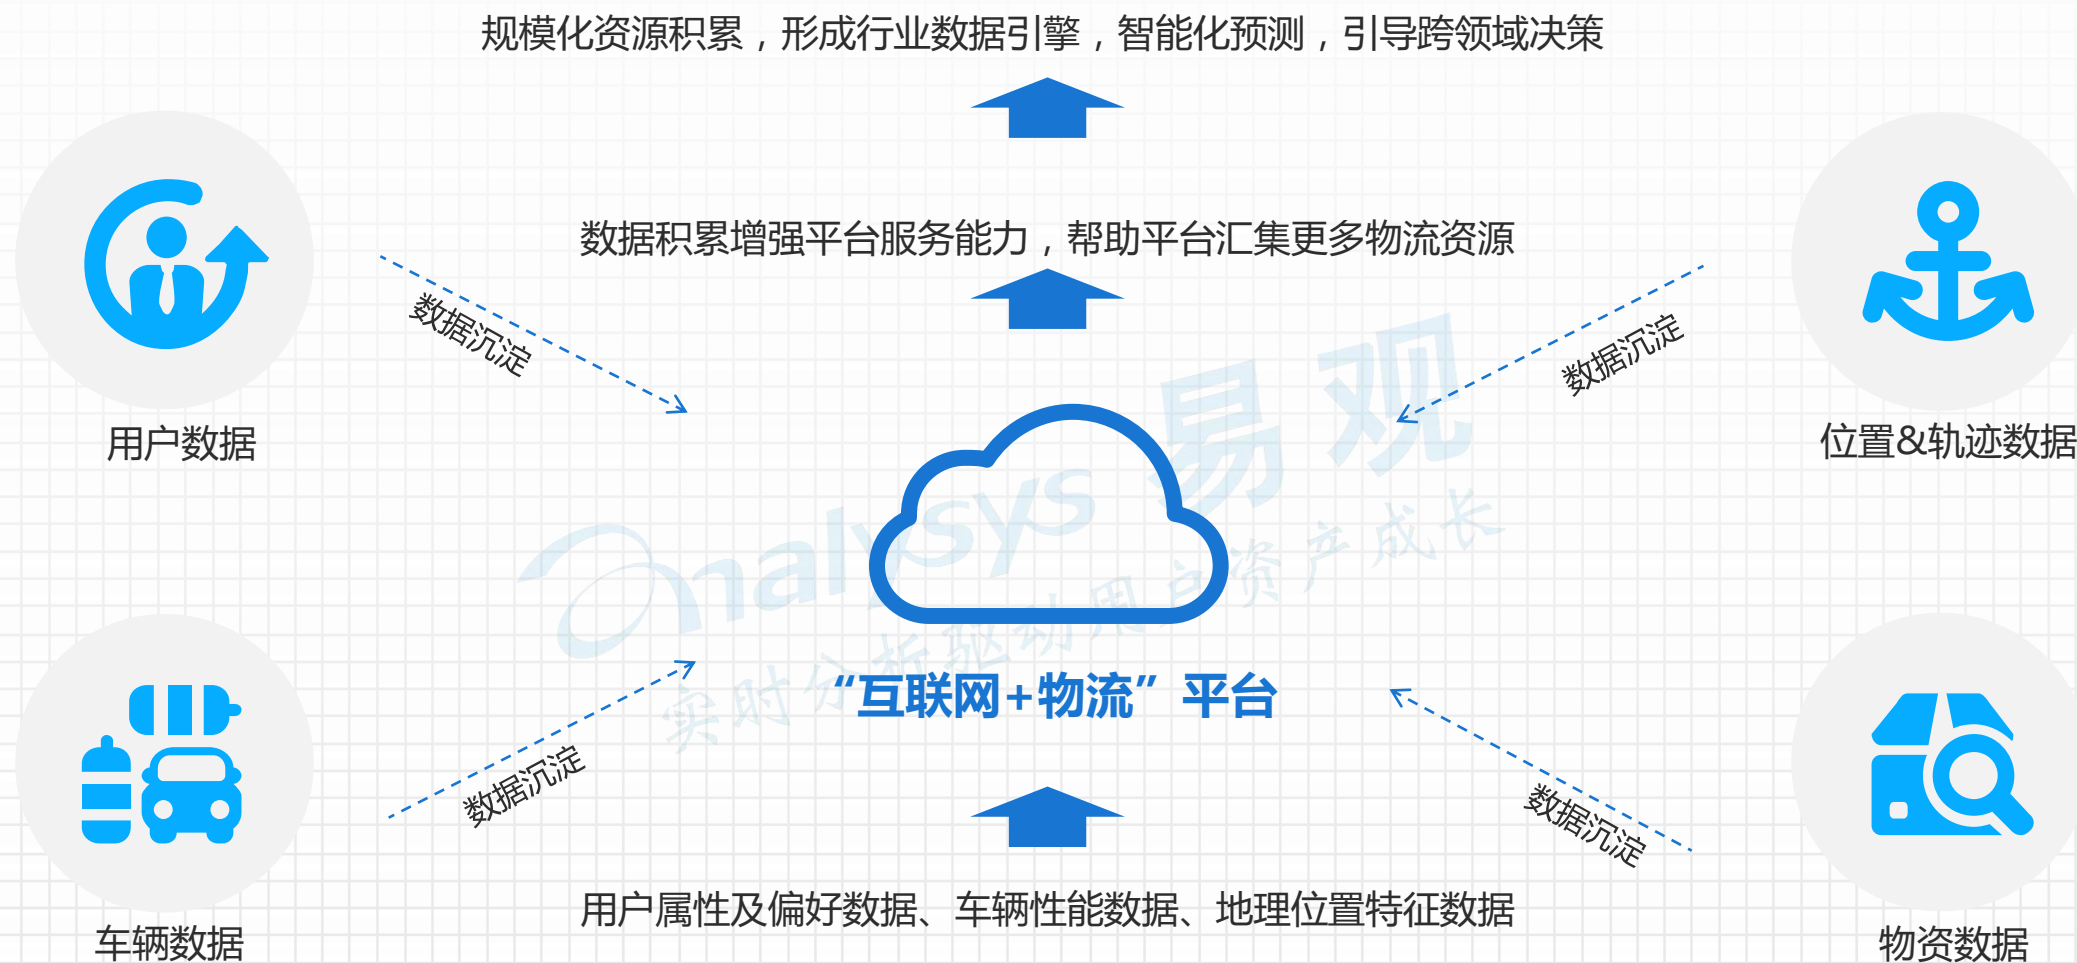 规模化资源积累，形成行业数据引擎，智能化预测，引导跨领域决策
数据积累增强平台服务能力，帮助平台汇集更多物流资源
数据沉淀
数据沉淀
用户数据
位置&轨迹数据
analysys 易观
实时分析驱动用户资产成长
“互联网+物流”平台
数据沉淀
数据沉淀
用户属性及偏好数据、车辆性能数据、地理位置特征数据
车辆数据
物资数据